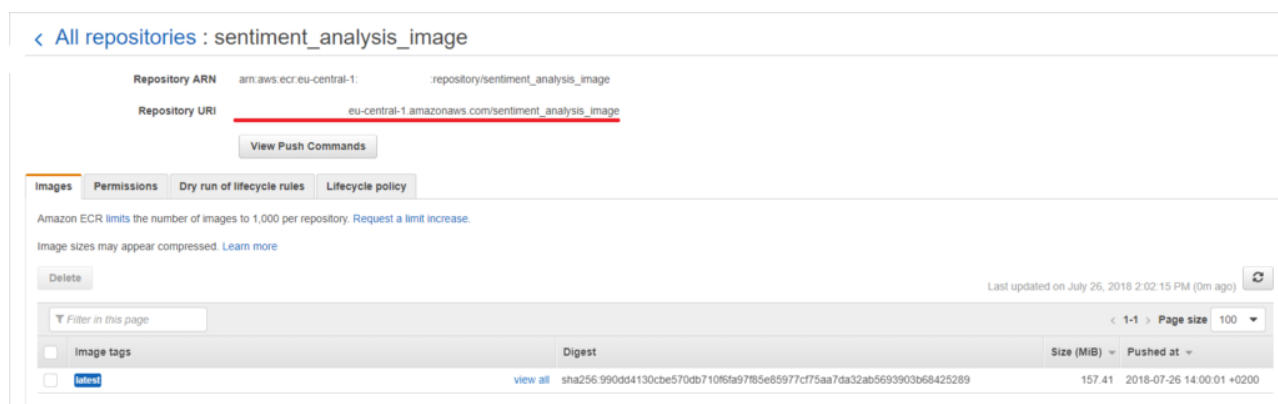 < All repositories : sentiment_analysis_image
Repository ARN arn:aws:ecr:eu-central-1: :repository/sentiment_analysis_image
Repository URI eu-central-1.amazonaws.com/sentiment_analysis_image
View Push Commands
Images Permissions Dry run of lifecycle rules Lifecycle policy
Amazon ECR limits the number of images to 1,000 per repository. Request a limit increase.
Image sizes may appear compressed. Learn more
Delete
Last updated on July 26, 2018 2:02:15 PM (0m ago)
Filter in this page < 1-1 > Page size 100
Image tags Digest Size (MiB) Pushed at
latest view all sha256:990dd4130cbe570db710f6fa97f85e85977cf75aa7da32ab5693903b68425289 157.41 2018-07-26 14:00:01 +0200